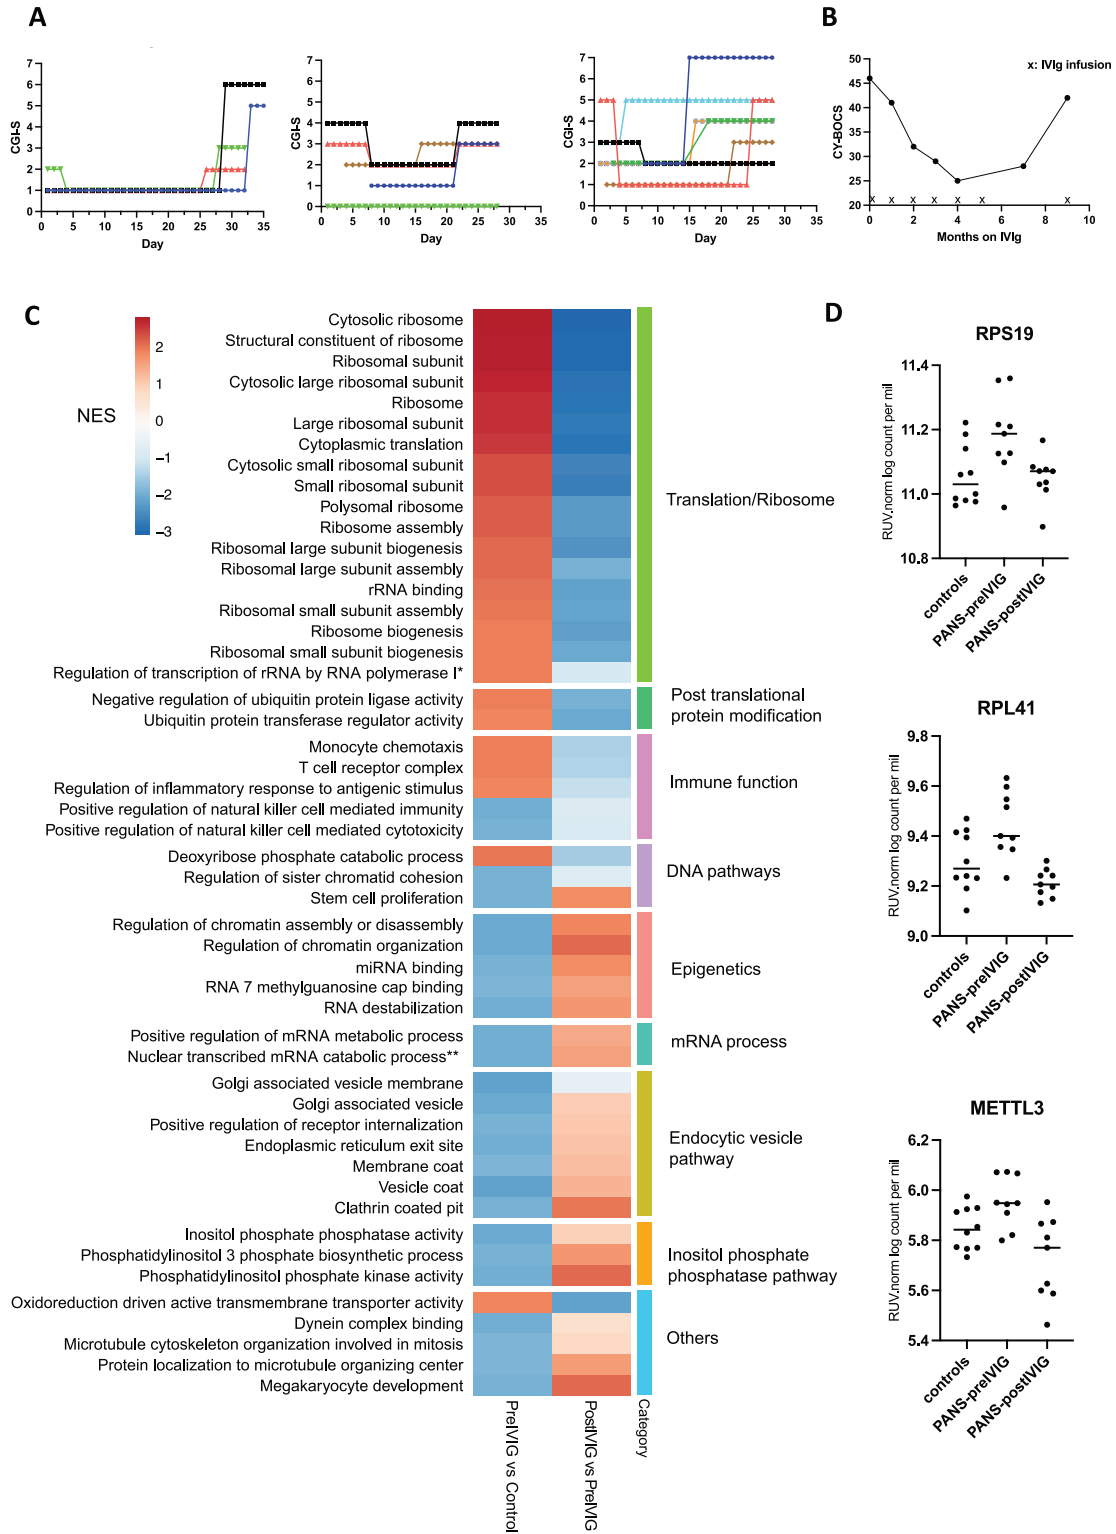 A
7
6
5
4
3
2
1
0
CGI-S
0 5 10 15 20 25 30 35
Day
7
6
5
4
3
2
1
0
CGI-S
0 5 10 15 20 25 30 35
Day
7
6
5
4
3
2
1
0
CGI-S
0 5 10 15 20 25 30 35
Day
B
x: IVIg infusion
50
45
40
35
30
25
20
CY-BOCS
x x x x x x x
0 2 4 6 8 10
Months on IVIg
C
NES
2
1
0
−1
−2
−3
Cytosolic ribosome
Structural constituent of ribosome
Ribosomal subunit
Cytosolic large ribosomal subunit
Ribosome
Large ribosomal subunit
Cytoplasmic translation
Cytosolic small ribosomal subunit
Small ribosomal subunit
Polysomal ribosome
Ribosome assembly
Ribosomal large subunit biogenesis
Ribosomal large subunit assembly
rRNA binding
Ribosomal small subunit assembly
Ribosome biogenesis
Ribosomal small subunit biogenesis
Regulation of transcription of rRNA by RNA polymerase I*
Translation/Ribosome
Negative regulation of ubiquitin protein ligase activity
Ubiquitin protein transferase regulator activity
Post translational
protein modification
Monocyte chemotaxis
T cell receptor complex
Regulation of inflammatory response to antigenic stimulus
Positive regulation of natural killer cell mediated immunity
Positive regulation of natural killer cell mediated cytotoxicity
Immune function
Deoxyribose phosphate catabolic process
Regulation of sister chromatid cohesion
Stem cell proliferation
DNA pathways
Regulation of chromatin assembly or disassembly
Regulation of chromatin organization
miRNA binding
RNA 7 methylguanosine cap binding
RNA destabilization
Epigenetics
Positive regulation of mRNA metabolic process
Nuclear transcribed mRNA catabolic process**
mRNA process
Golgi associated vesicle membrane
Golgi associated vesicle
Positive regulation of receptor internalization
Endoplasmic reticulum exit site
Membrane coat
Vesicle coat
Clathrin coated pit
Endocytic vesicle
pathway
Inositol phosphate phosphatase activity
Phosphatidylinositol 3 phosphate biosynthetic process
Phosphatidylinositol phosphate kinase activity
Inositol phosphate
phosphatase pathway
Oxidoreduction driven active transmembrane transporter activity
Dynein complex binding
Microtubule cytoskeleton organization involved in mitosis
Protein localization to microtubule organizing center
Megakaryocyte development
Others
PreIVIG vs Control
PostIVIG vs PreIVIG
Category
D
RPS19
11.4
11.2
11.0
10.8
RUV.norm log count per mil
controls
PANS-preIVIG
PANS-postIVIG
RPL41
9.8
9.6
9.4
9.2
9.0
RUV.norm log count per mil
controls
PANS-preIVIG
PANS-postIVIG
METTL3
6.2
6.0
5.8
5.6
5.4
RUV.norm log count per mil
controls
PANS-preIVIG
PANS-postIVIG